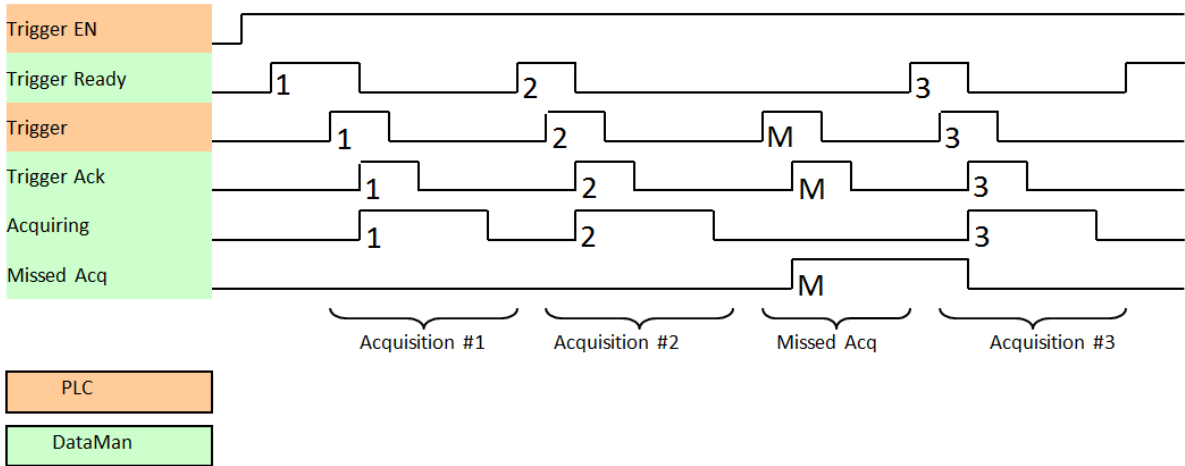 Trigger EN
Trigger Ready 1 2 3
Trigger 1 2 M 3
Trigger Ack 1 2 M 3
Acquiring 1 2 3
Missed Acq M
Acquisition #1 Acquisition #2 Missed Acq Acquisition #3
PLC
DataMan